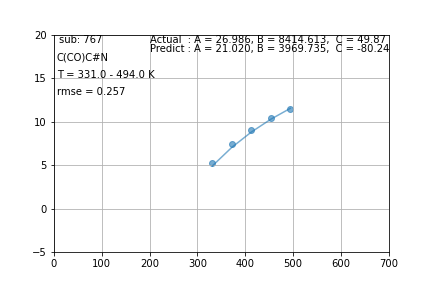 sub: 767
Actual : A = 26.986, B = 8414.613, C = 49.87
Predict : A = 21.020, B = 3969.735, C = -80.24
C(CO)C#N
T = 331.0 - 494.0 K
rmse = 0.257
20
15
10
5
0
−5
0 100 200 300 400 500 600 700